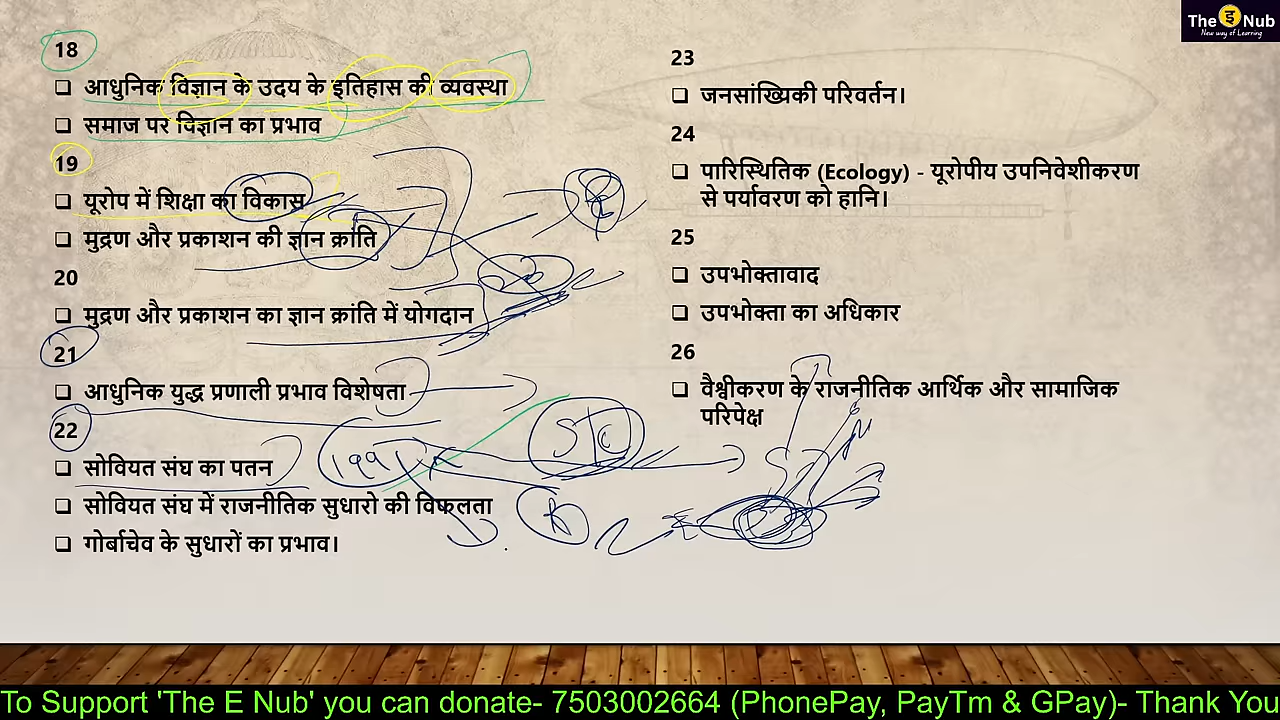 The इ Nub
New way of Learning
18
आधुनिक विज्ञान के उदय के इतिहास की व्यवस्था
समाज पर विज्ञान का प्रभाव
19
यूरोप में शिक्षा का विकास
मुद्रण और प्रकाशन की ज्ञान क्रांति
20
मुद्रण और प्रकाशन का ज्ञान क्रांति में योगदान
21
आधुनिक युद्ध प्रणाली प्रभाव विशेषता
22
सोवियत संघ का पतन
1991
सोवियत संघ में राजनीतिक सुधारो की विफलता
गोर्बाचेव के सुधारों का प्रभाव।
23
जनसांख्यिकी परिवर्तन।
24
पारिस्थितिक (Ecology) - यूरोपीय उपनिवेशीकरण
से पर्यावरण को हानि।
25
उपभोक्तावाद
उपभोक्ता का अधिकार
26
वैश्वीकरण के राजनीतिक आर्थिक और सामाजिक
परिपेक्ष
To Support 'The E Nub' you can donate- 7503002664 (PhonePay, PayTm & GPay)- Thank You